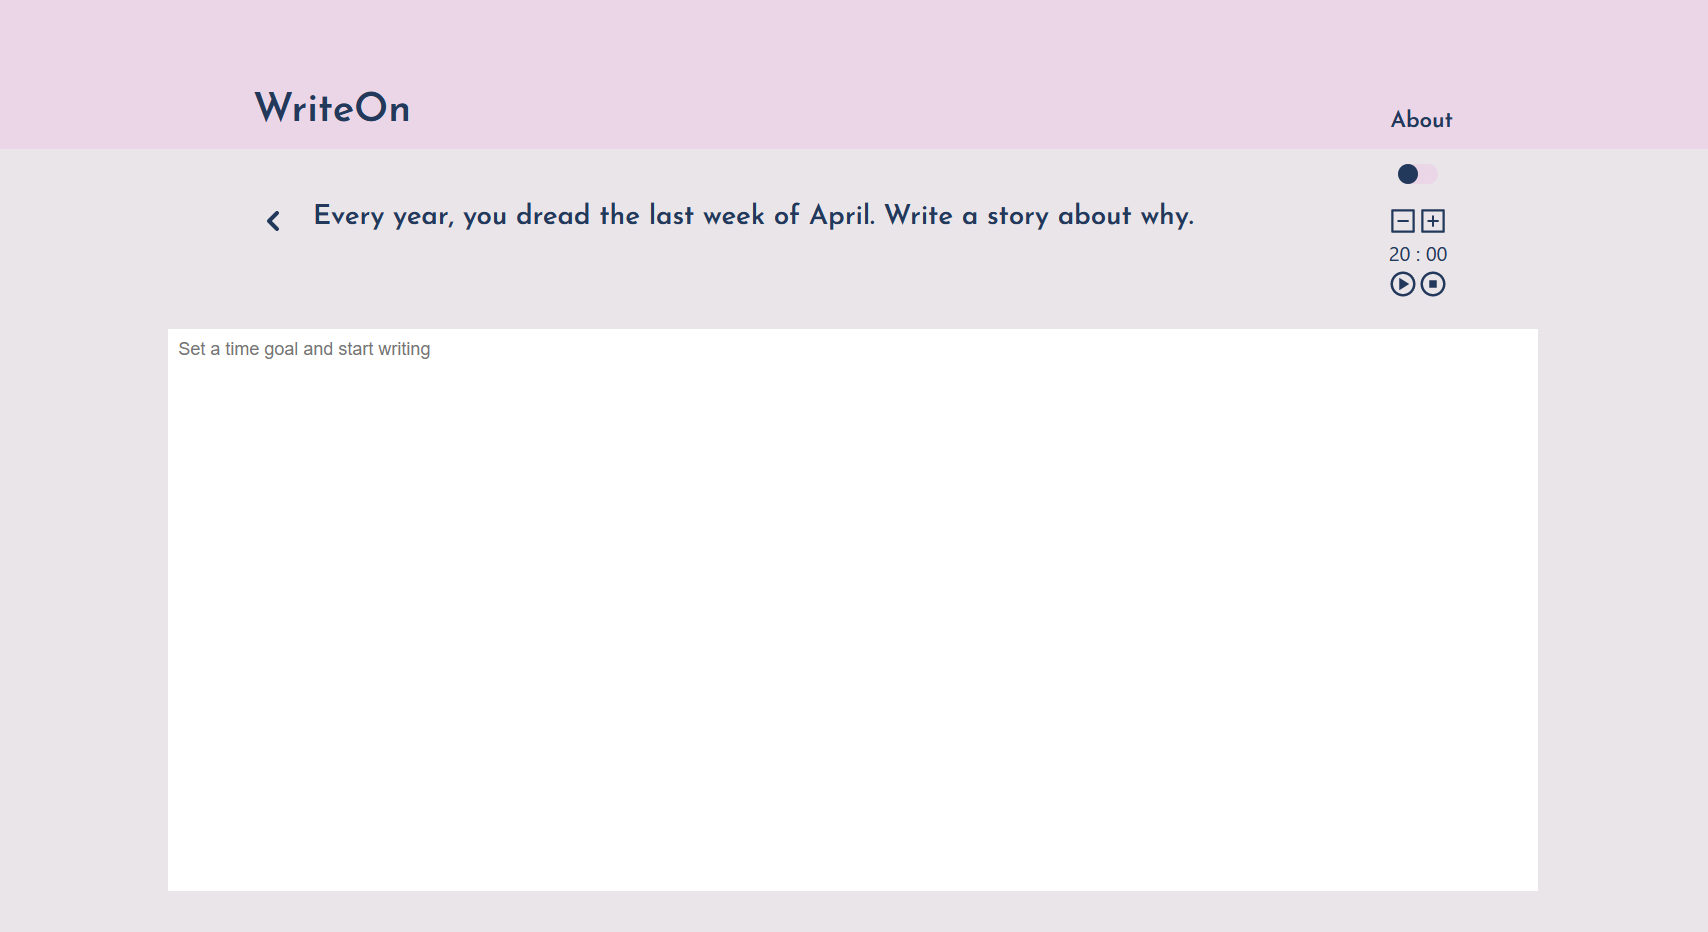 WriteOn
About
Every year, you dread the last week of April. Write a story about why.
20 : 00
Set a time goal and start writing